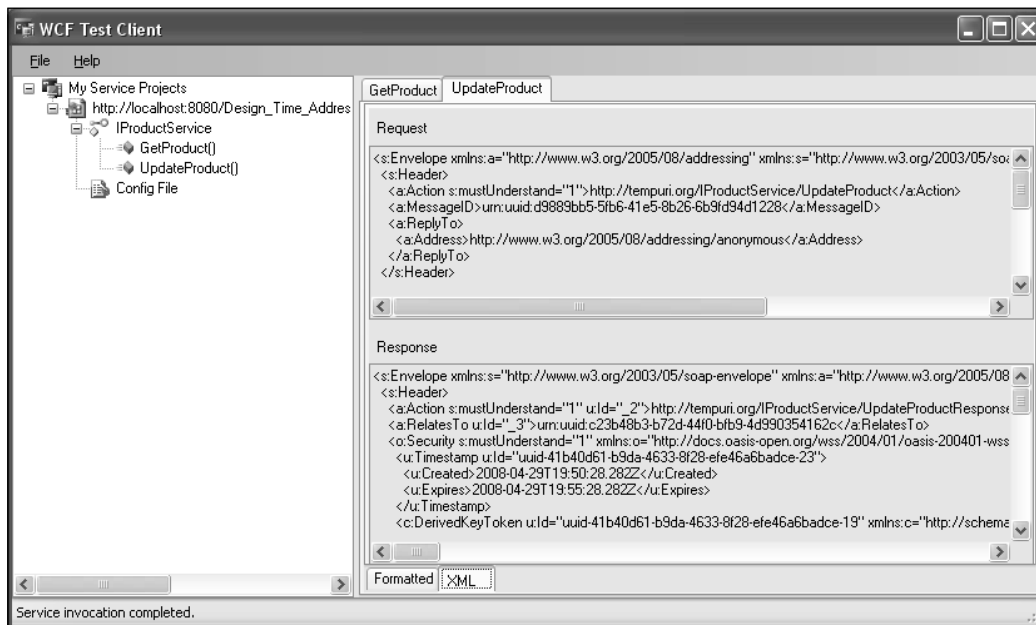 WCF Test Client
File Help
My Service Projects
http://localhost:8080/Design_Time_Addres
IProductService
GetProduct()
UpdateProduct()
Config File
GetProduct UpdateProduct
Request
<s:Envelope xmlns:a="http://www.w3.org/2005/08/addressing" xmlns:s="http://www.w3.org/2003/05/soa
<s:Header>
<a:Action s:mustUnderstand="1">http://tempuri.org/IProductService/UpdateProduct</a:Action>
<a:MessageID>urn:uuid:d9889bb5-5fb6-41e5-8b26-6b9fd94d1228</a:MessageID>
<a:ReplyTo>
<a:Address>http://www.w3.org/2005/08/addressing/anonymous</a:Address>
</a:ReplyTo>
</s:Header>
Response
<s:Envelope xmlns:s="http://www.w3.org/2003/05/soap-envelope" xmlns:a="http://www.w3.org/2005/08
<s:Header>
<a:Action s:mustUnderstand="1" u:Id="_2">http://tempuri.org/IProductService/UpdateProductResponse
<a:RelatesTo u:Id="_3">urn:uuid:c23b48b3-b72d-44f0-bfb9-4d990354162c</a:RelatesTo>
<o:Security s:mustUnderstand="1" xmlns:o="http://docs.oasis-open.org/wss/2004/01/oasis-200401-wss
<u:Timestamp u:Id="uuid-41b40d61-b9da-4633-8f28-efe46a6badce-23">
<u:Created>2008-04-29T19:50:28.282Z</u:Created>
<u:Expires>2008-04-29T19:55:28.282Z</u:Expires>
</u:Timestamp>
<c:DerivedKeyToken u:Id="uuid-41b40d61-b9da-4633-8f28-efe46a6badce-19" xmlns:c="http://schema
Formatted XML
Service invocation completed.